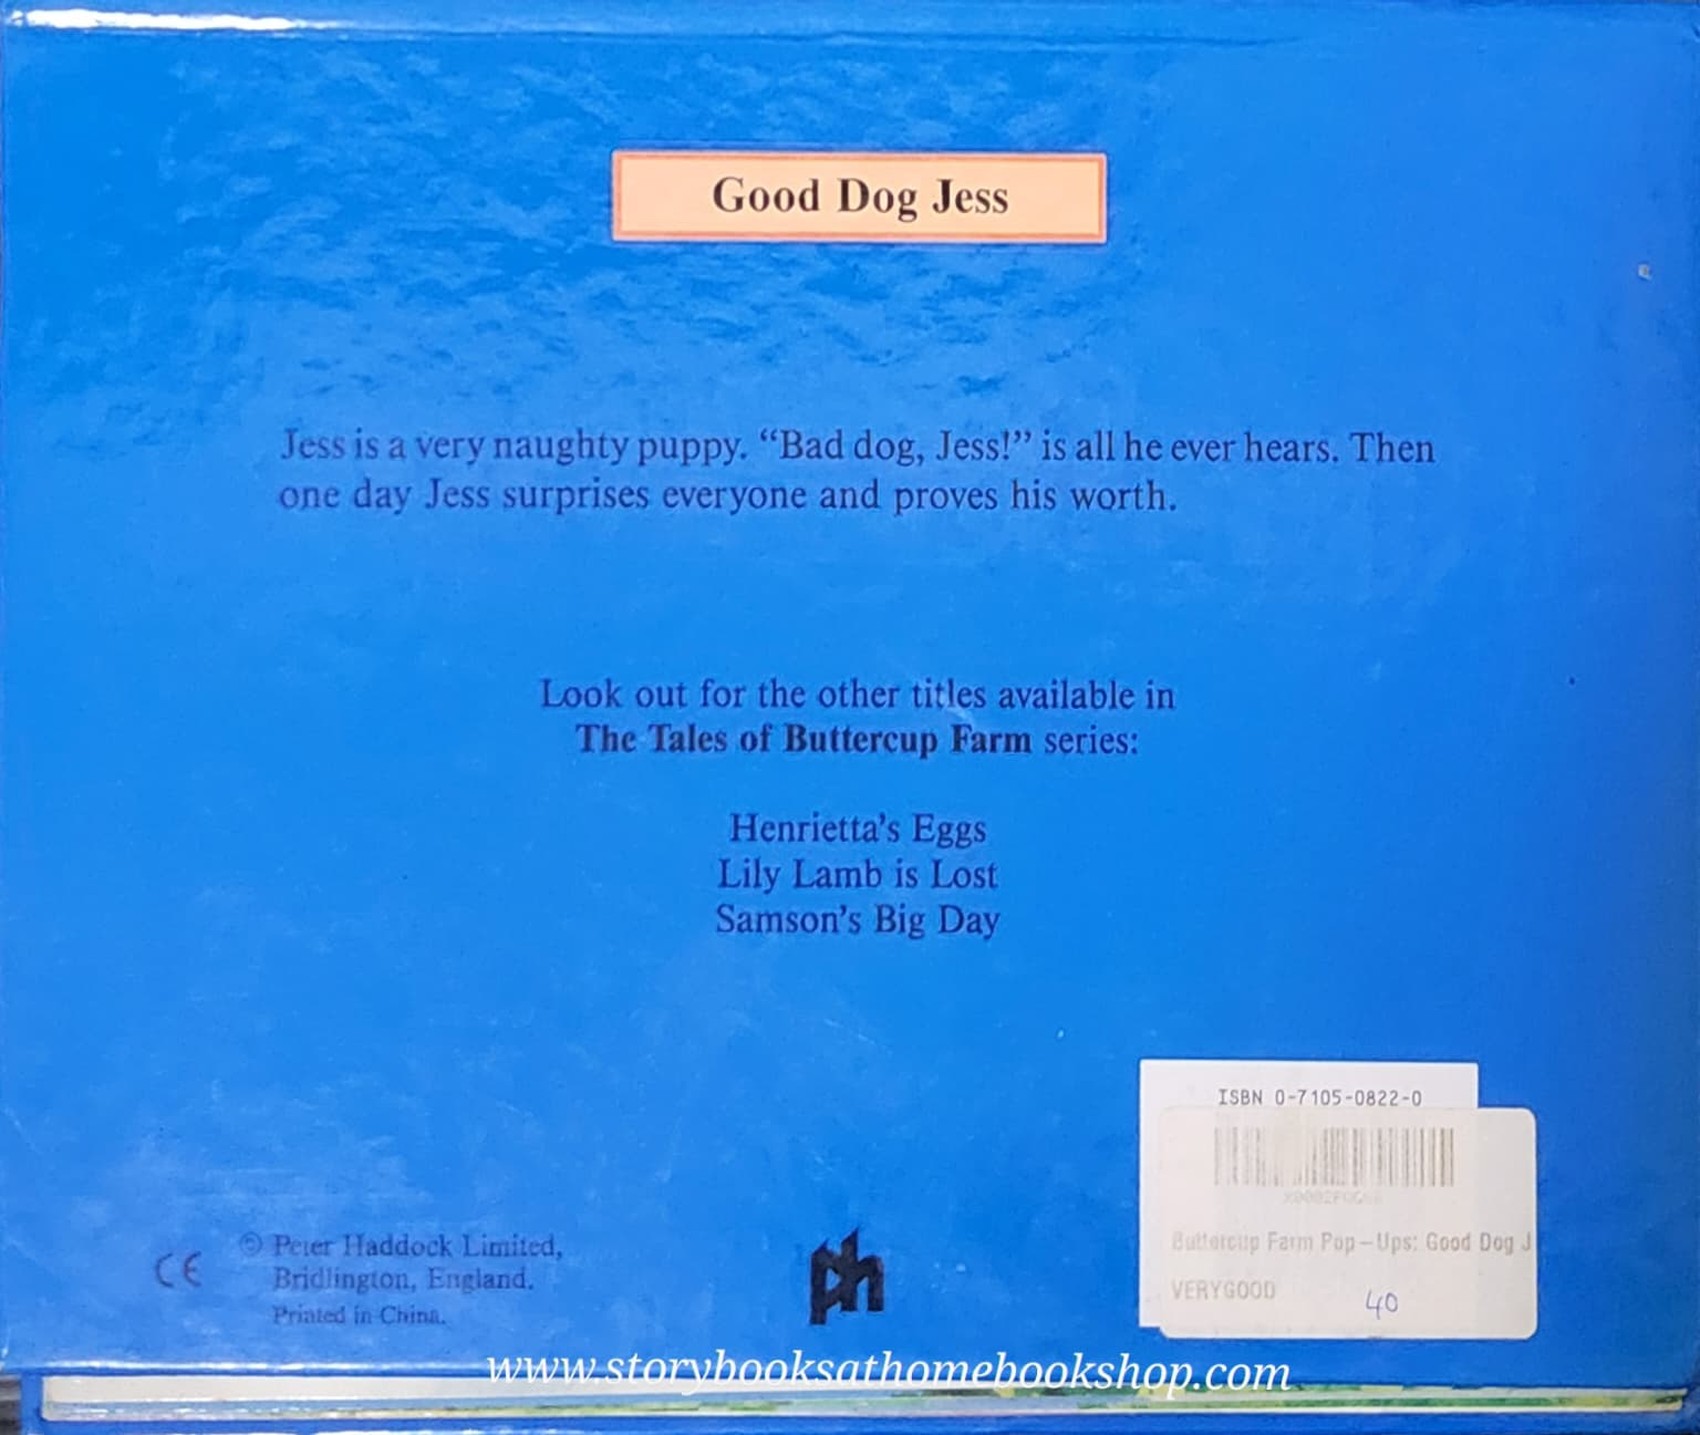 Good Dog Jess
Jess is a very naughty puppy. “Bad dog, Jess!” is all he ever hears. Then
one day Jess surprises everyone and proves his worth.
Look out for the other titles available in
The Tales of Buttercup Farm series:
Henrietta’s Eggs
Lily Lamb is Lost
Samson’s Big Day
ISBN 0-7105-0822-0
Buttercup Farm Pop-Ups: Good Dog J
VERYGOOD
40
CE
© Peter Haddock Limited,
Bridlington, England.
Printed in China.
ph
www.storybooksathomebookshop.com